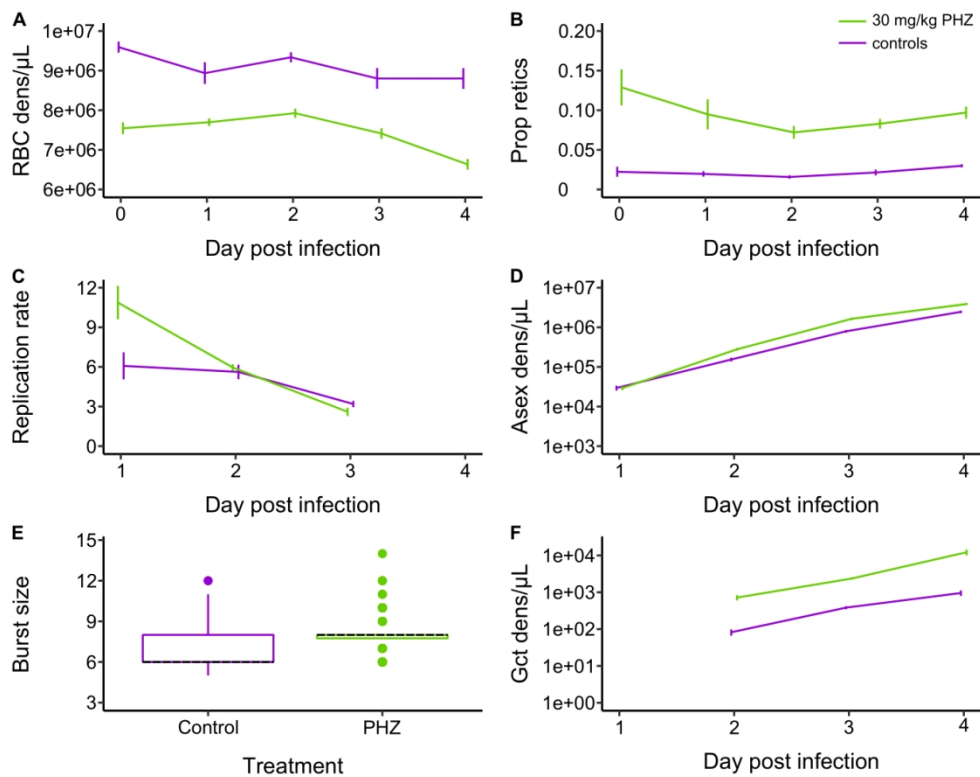 A
RBC dens/µL
1e+07
9e+06
8e+06
7e+06
6e+06
0 1 2 3 4
Day post infection
B
Prop retics
0.20
0.15
0.10
0.05
0
0 1 2 3 4
Day post infection
30 mg/kg PHZ
controls
C
Replication rate
12
9
6
3
0
1 2 3 4
Day post infection
D
Asex dens/µL
1e+07
1e+06
1e+05
1e+04
1e+03
1 2 3 4
Day post infection
E
Burst size
15
12
9
6
3
Control PHZ
Treatment
F
Gct dens/µL
1e+04
1e+03
1e+02
1e+01
1e+00
1 2 3 4
Day post infection